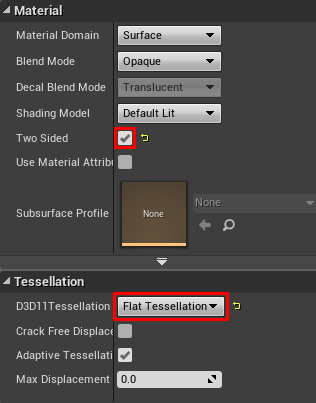 Material
Material Domain Surface
Blend Mode Opaque
Decal Blend Mode Translucent
Shading Model Default Lit
Two Sided
Use Material Attribu
None
Subsurface Profile None
Tessellation
D3D11Tessellation Flat Tessellation
Crack Free Displace
Adaptive Tessellati
Max Displacement 0.0